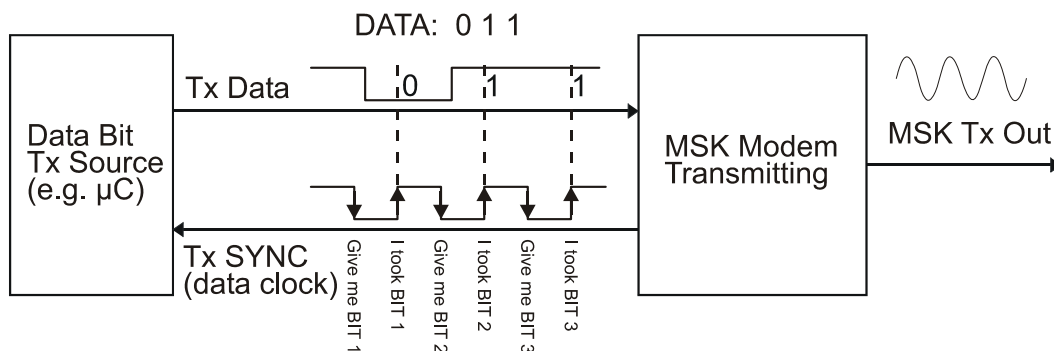 DATA: 0 1 1
Tx Data
0
1
1
Data Bit
Tx Source
(e.g. µC)
MSK Modem
Transmitting
MSK Tx Out
Tx SYNC
(data clock)
Give me BIT 1
I took BIT 1
Give me BIT 2
I took BIT 2
Give me BIT 3
I took BIT 3